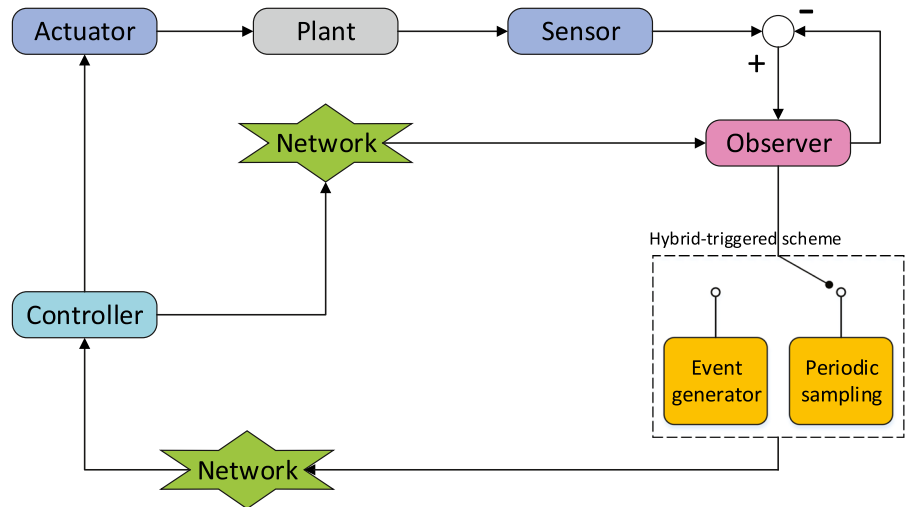 Actuator
Plant
Sensor
−
+
Network
Observer
Hybrid-triggered scheme
Controller
Event
generator
Periodic
sampling
Network